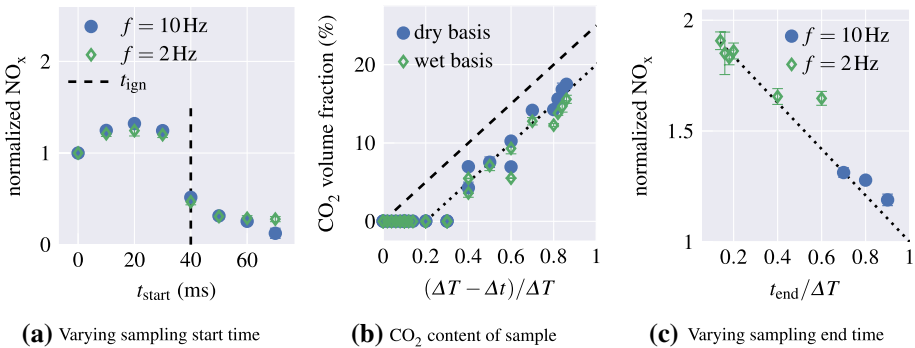 2
1
0
normalized NOx
f = 10 Hz
f = 2 Hz
tign
0 20 40 60
tstart (ms)
(a) Varying sampling start time
20
10
0
CO2 volume fraction (%)
dry basis
wet basis
0 0.2 0.4 0.6 0.8 1
(ΔT − Δt)/ΔT
(b) CO2 content of sample
2
1.5
1
normalized NOx
f = 10 Hz
f = 2 Hz
0.2 0.4 0.6 0.8 1
tend/ΔT
(c) Varying sampling end time